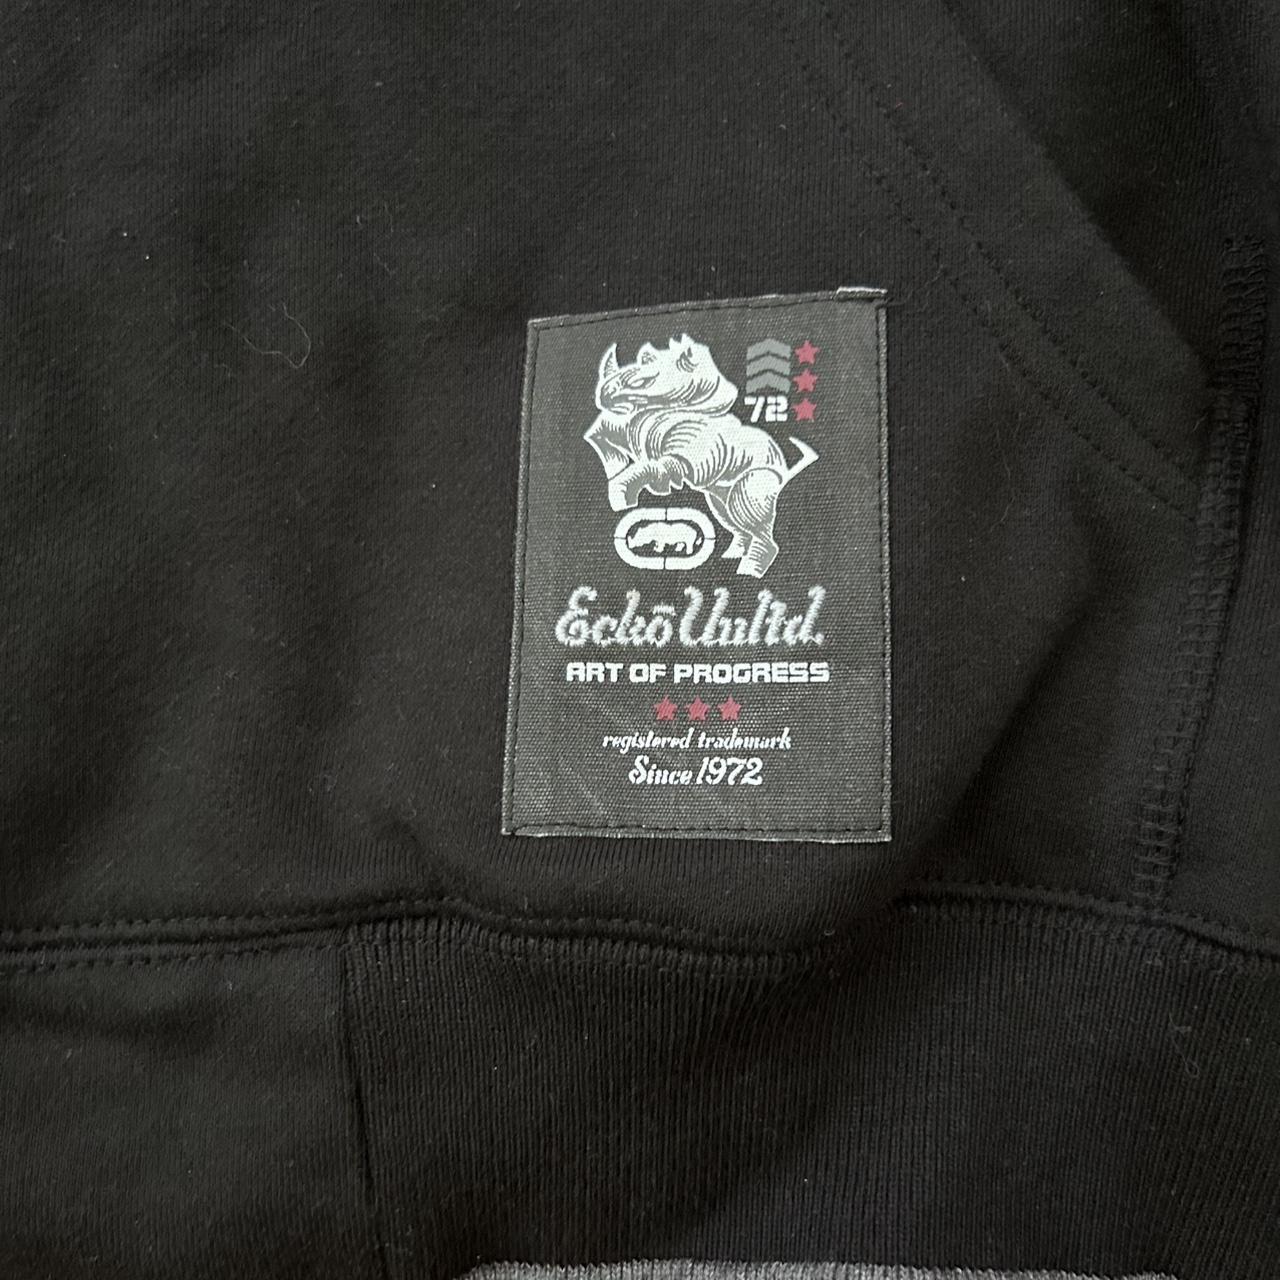 72
Eckō Unltd.
ART OF PROGRESS
registered trademark
Since 1972